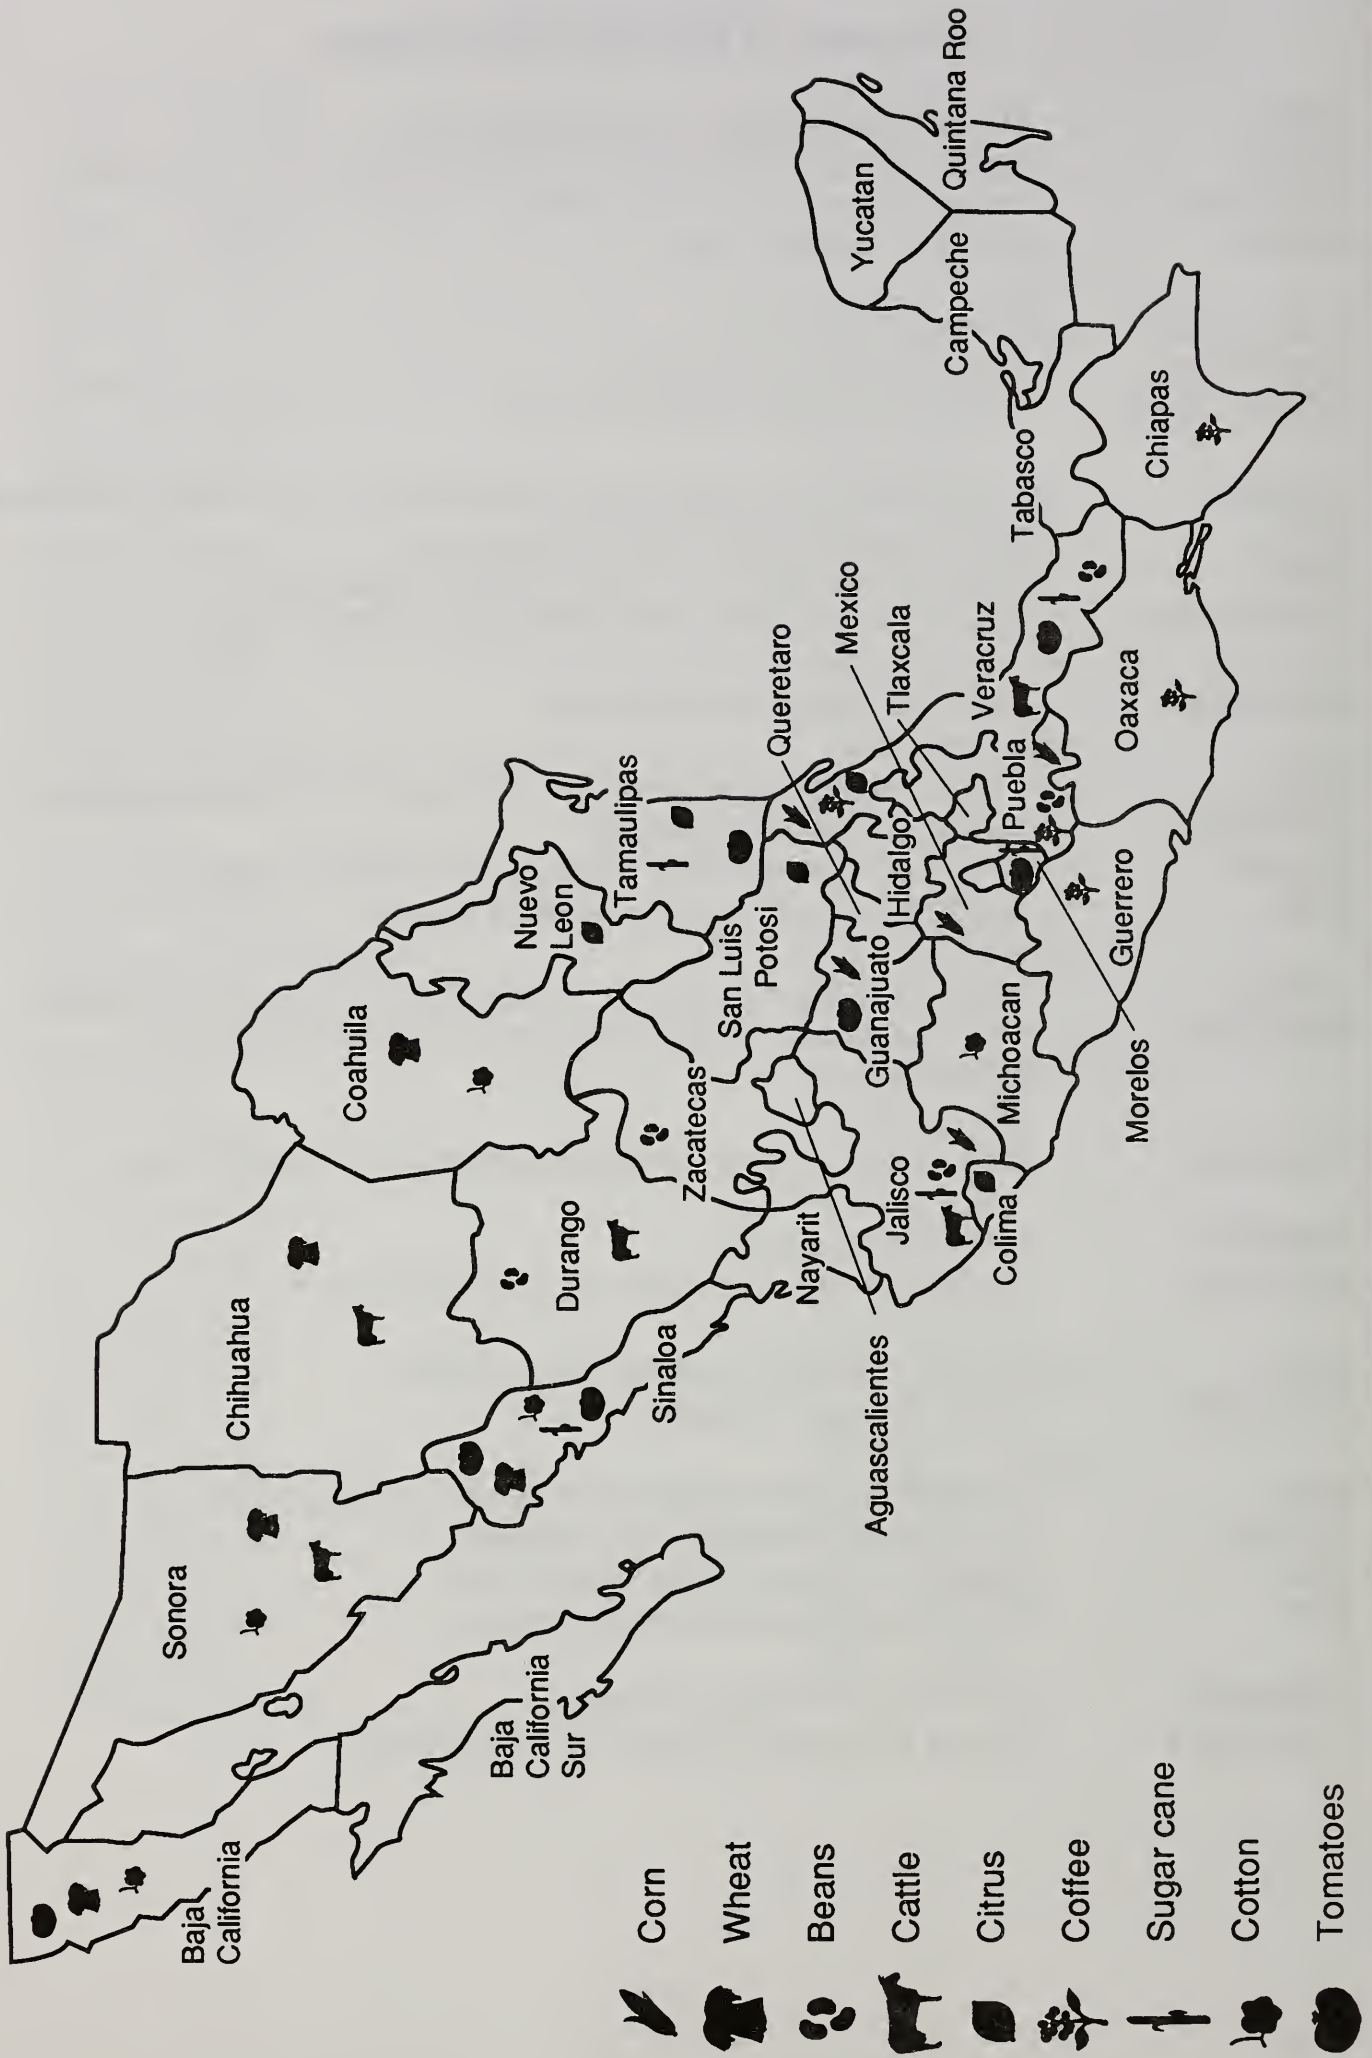 Baja
California
Sonora
Chihuahua
Coahuila
Nuevo
Leon
Tamaulipas
Durango
Sinaloa
Baja
California
Sur
Zacatecas
San Luis
Potosi
Nayarit
Aguascalientes
Jalisco
Colima
Guanajuato
Michoacan
Queretaro
Hidalgo
Mexico
Tlaxcala
Morelos
Puebla
Veracruz
Guerrero
Oaxaca
Tabasco
Chiapas
Campeche
Yucatan
Quintana Roo
Corn
Wheat
Beans
Cattle
Citrus
Coffee
Sugar cane
Cotton
Tomatoes